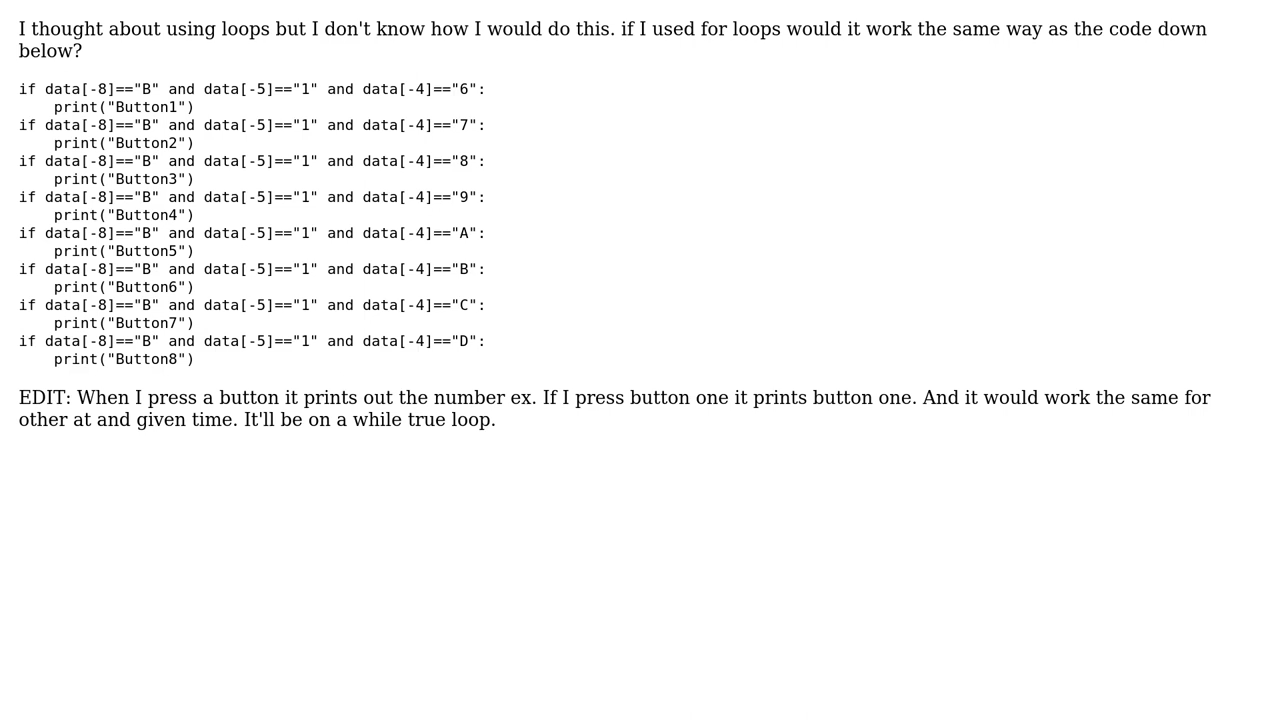 I thought about using loops but I don't know how I would do this. if I used for loops would it work the same way as the code down
below?
if data[-8]=="B" and data[-5]=="1" and data[-4]=="6":
    print("Button1")
if data[-8]=="B" and data[-5]=="1" and data[-4]=="7":
    print("Button2")
if data[-8]=="B" and data[-5]=="1" and data[-4]=="8":
    print("Button3")
if data[-8]=="B" and data[-5]=="1" and data[-4]=="9":
    print("Button4")
if data[-8]=="B" and data[-5]=="1" and data[-4]=="A":
    print("Button5")
if data[-8]=="B" and data[-5]=="1" and data[-4]=="B":
    print("Button6")
if data[-8]=="B" and data[-5]=="1" and data[-4]=="C":
    print("Button7")
if data[-8]=="B" and data[-5]=="1" and data[-4]=="D":
    print("Button8")
EDIT: When I press a button it prints out the number ex. If I press button one it prints button one. And it would work the same for
other at and given time. It'll be on a while true loop.